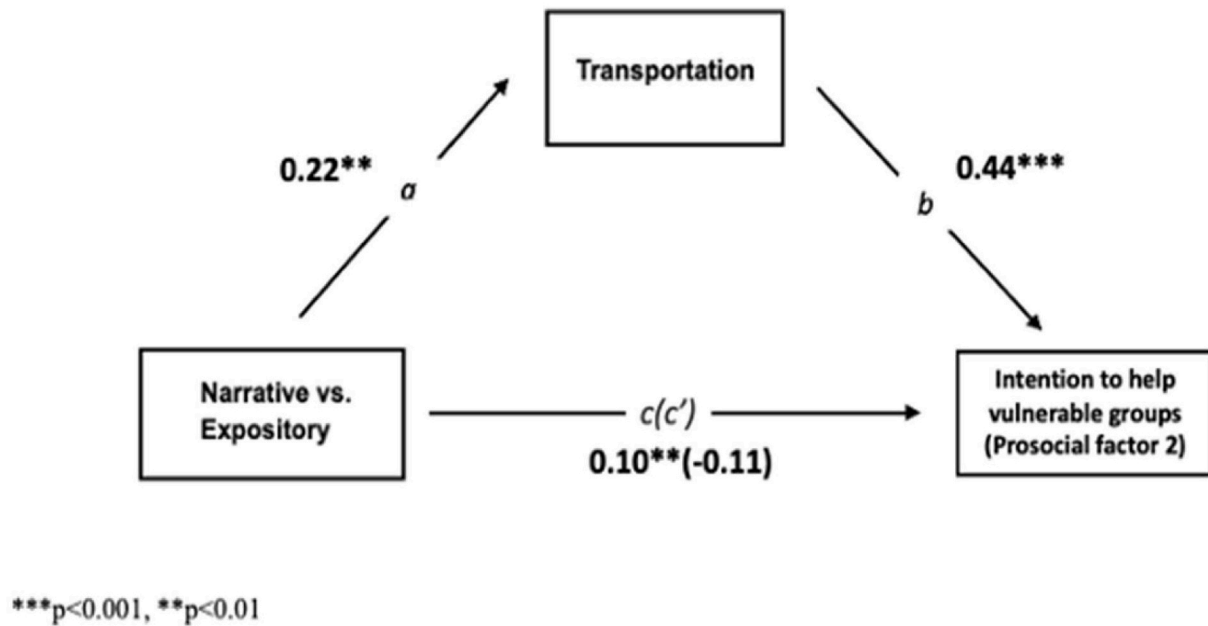 Transportation
0.22**
a
0.44***
b
Narrative vs.
Expository
c(c′)
0.10**(-0.11)
Intention to help
vulnerable groups
(Prosocial factor 2)
***p<0.001, **p<0.01